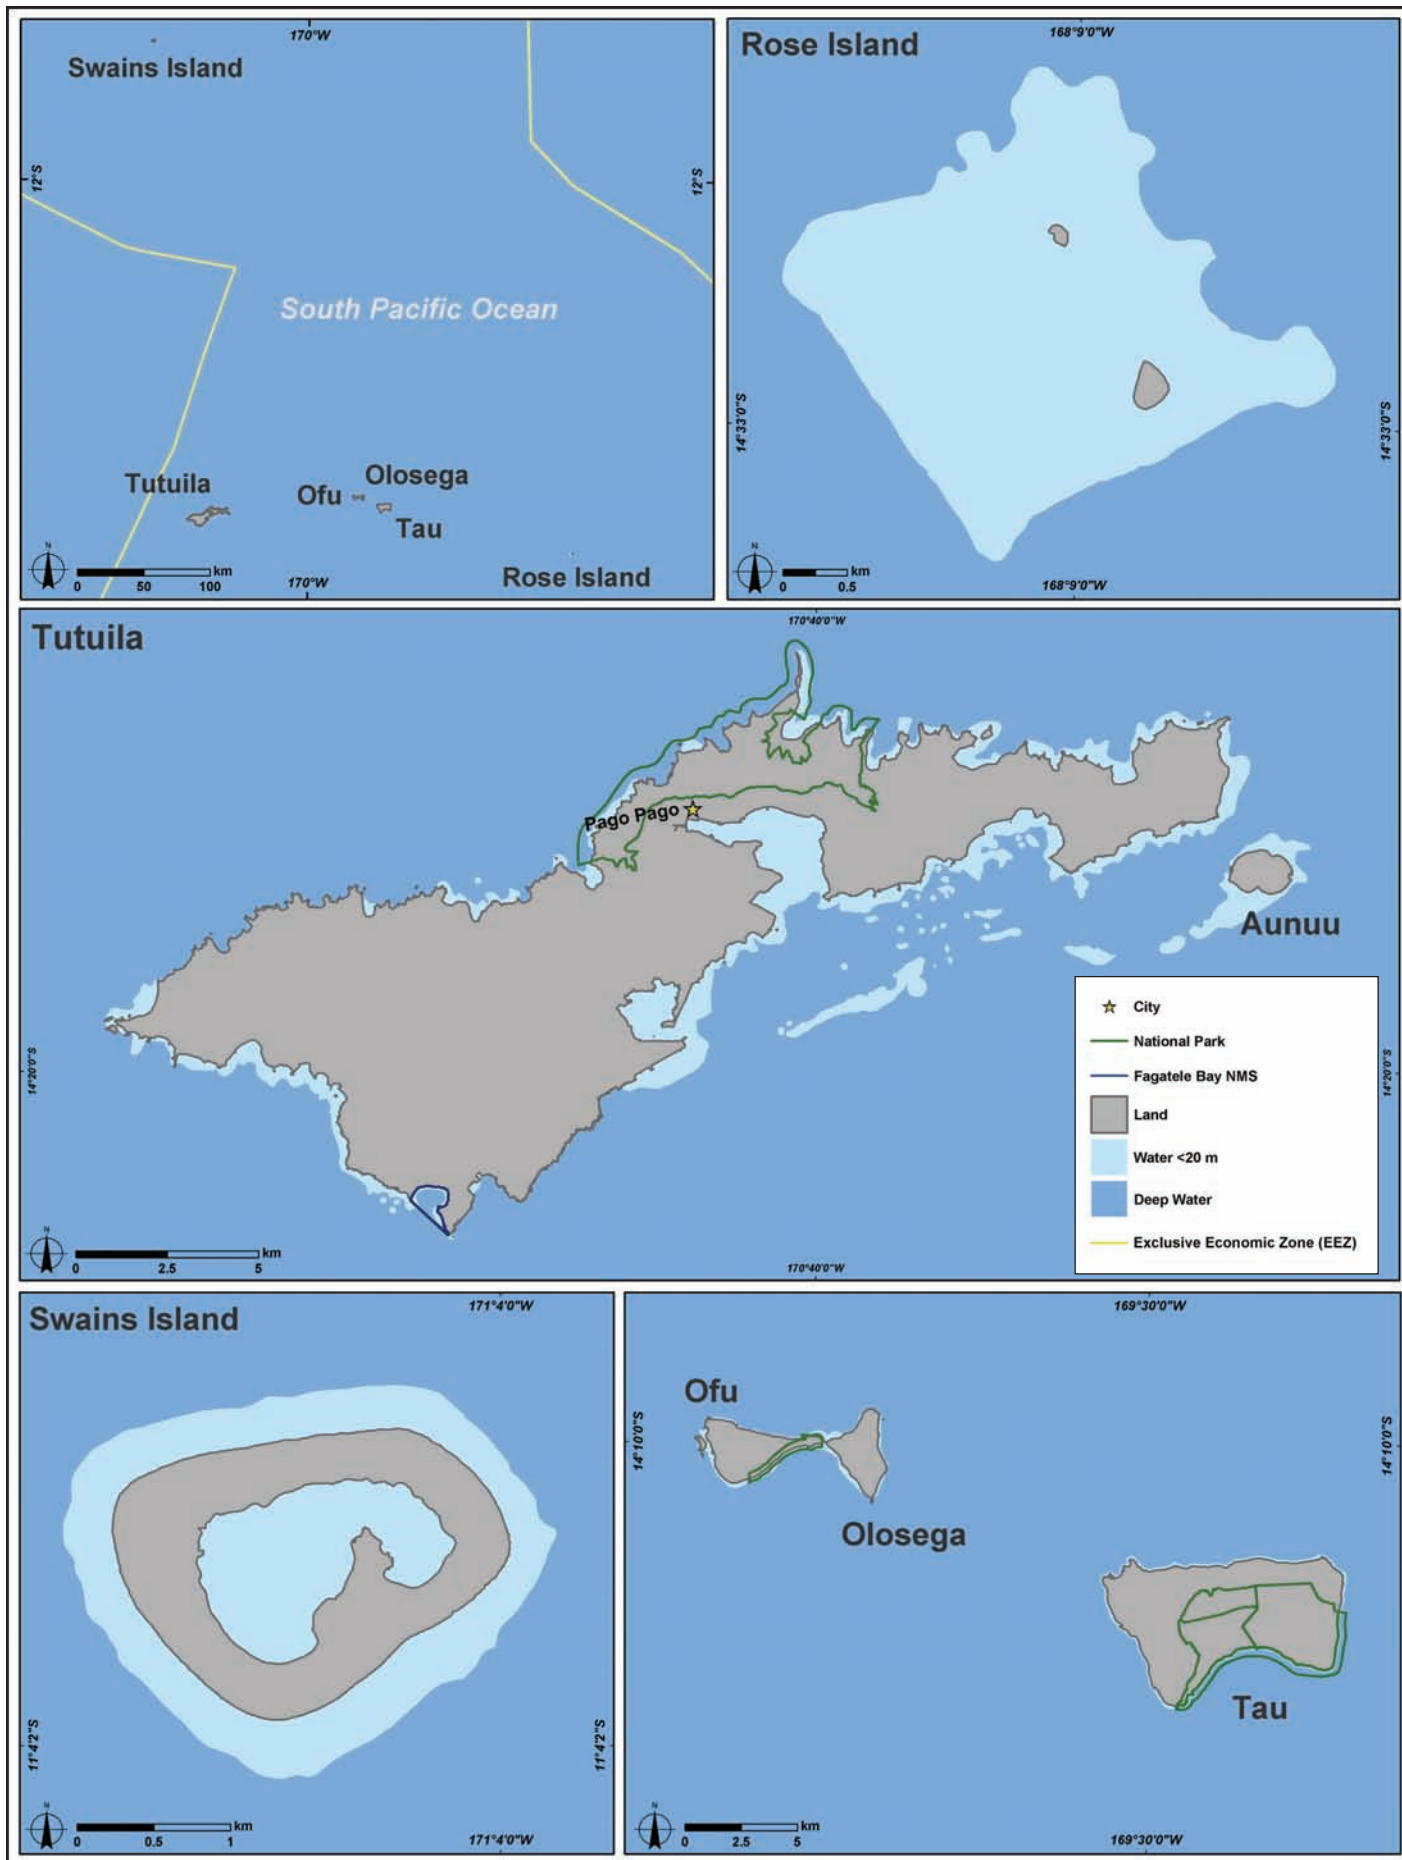 170°W
Swains Island
12°S
12°S
South Pacific Ocean
Tutuila
Olosega
Ofu
Tau
Rose Island
N
0 50 100 km
170°W
Rose Island
168°9'0"W
14°33'0"S
14°33'0"S
N
0 0.5 km
168°9'0"W
Tutuila
170°40'0"W
Pago Pago
Aunuu
14°20'0"S
14°20'0"S
City
National Park
Fagatele Bay NMS
Land
Water <20 m
Deep Water
Exclusive Economic Zone (EEZ)
N
0 2.5 5 km
170°40'0"W
Swains Island
171°4'0"W
11°4'2"S
11°4'2"S
N
0 0.5 1 km
171°4'0"W
169°30'0"W
Ofu
14°10'0"S
14°10'0"S
Olosega
Tau
N
0 2.5 5 km
169°30'0"W